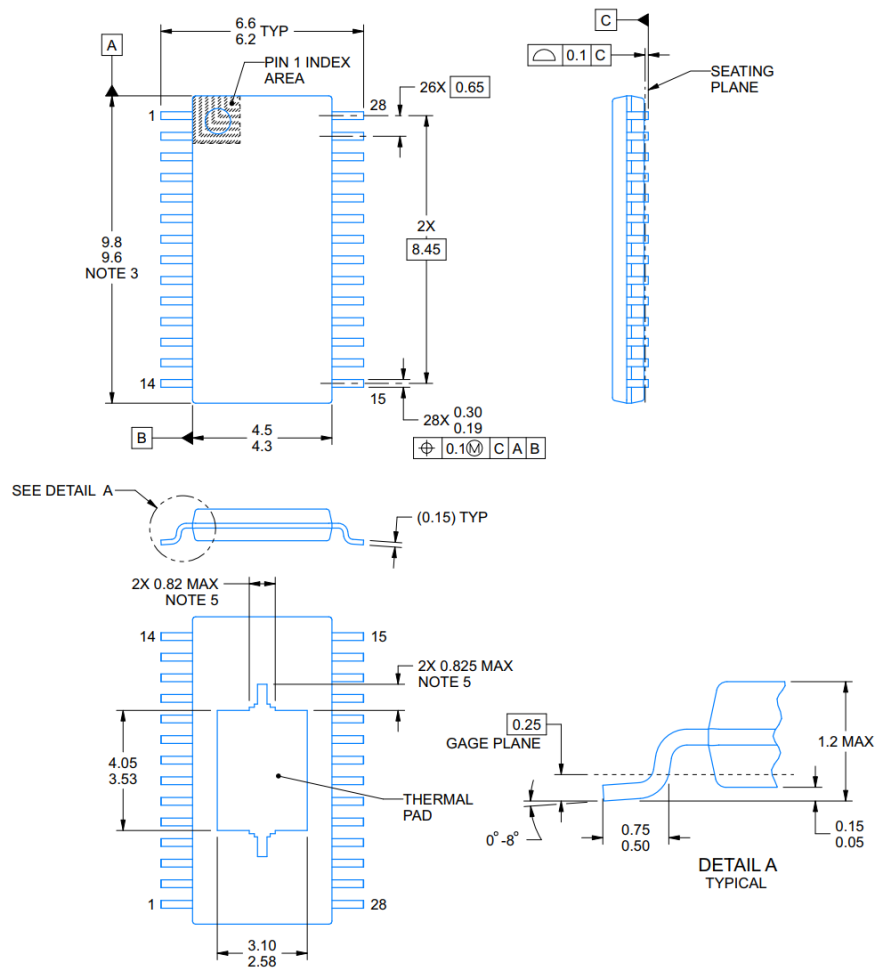 6.6
6.2 TYP
A
PIN 1 INDEX
AREA
26X 0.65
1
28
9.8
9.6
NOTE 3
2X
8.45
14
15
28X 0.30
0.19
B
4.5
4.3
⌖ 0.1Ⓜ C A B
C
⌓ 0.1 C
SEATING
PLANE
SEE DETAIL A
(0.15) TYP
2X 0.82 MAX
NOTE 5
14
15
2X 0.825 MAX
NOTE 5
4.05
3.53
THERMAL
PAD
1
28
3.10
2.58
0.25
GAGE PLANE
1.2 MAX
0°-8°
0.75
0.50
0.15
0.05
DETAIL A
TYPICAL